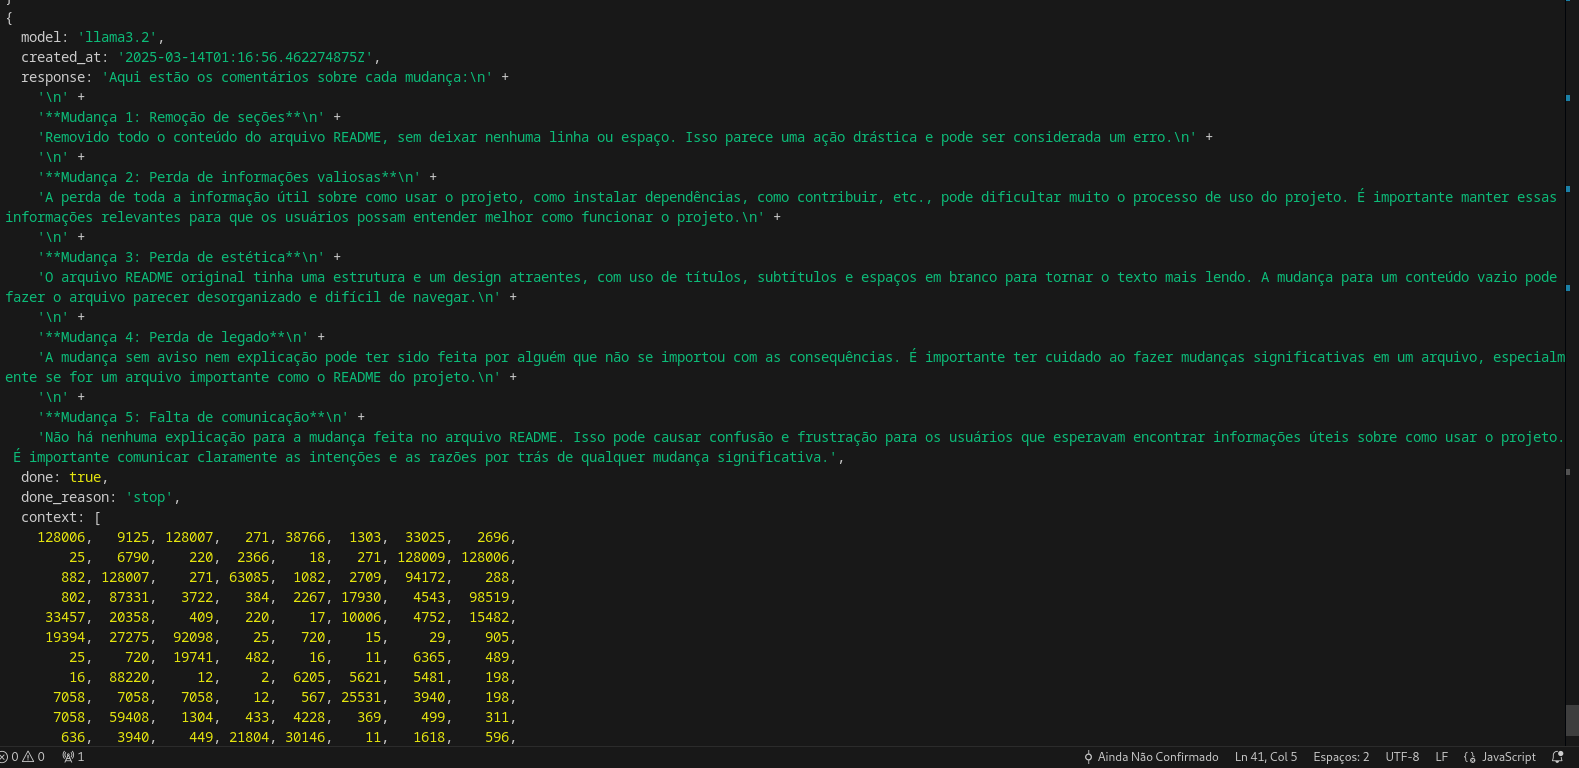 {
  model: 'llama3.2',
  created_at: '2025-03-14T01:16:56.462274875Z',
  response: 'Aqui estão os comentários sobre cada mudança:\n' +
    '\n' +
    '**Mudança 1: Remoção de seções**\n' +
    'Removido todo o conteúdo do arquivo README, sem deixar nenhuma linha ou espaço. Isso parece uma ação drástica e pode ser considerada um erro.\n' +
    '\n' +
    '**Mudança 2: Perda de informações valiosas**\n' +
    'A perda de toda a informação útil sobre como usar o projeto, como instalar dependências, como contribuir, etc., pode dificultar muito o processo de uso do projeto. É importante manter essas
informações relevantes para que os usuários possam entender melhor como funcionar o projeto.\n' +
    '\n' +
    '**Mudança 3: Perda de estética**\n' +
    'O arquivo README original tinha uma estrutura e um design atraentes, com uso de títulos, subtítulos e espaços em branco para tornar o texto mais lendo. A mudança para um conteúdo vazio pode
fazer o arquivo parecer desorganizado e difícil de navegar.\n' +
    '\n' +
    '**Mudança 4: Perda de legado**\n' +
    'A mudança sem aviso nem explicação pode ter sido feita por alguém que não se importou com as consequências. É importante ter cuidado ao fazer mudanças significativas em um arquivo, especialm
ente se for um arquivo importante como o README do projeto.\n' +
    '\n' +
    '**Mudança 5: Falta de comunicação**\n' +
    'Não há nenhuma explicação para a mudança feita no arquivo README. Isso pode causar confusão e frustração para os usuários que esperavam encontrar informações úteis sobre como usar o projeto.
 É importante comunicar claramente as intenções e as razões por trás de qualquer mudança significativa.',
  done: true,
  done_reason: 'stop',
  context: [
    128006,   9125, 128007,    271, 38766,  1303,  33025,   2696,
        25,   6790,    220,   2366,    18,   271, 128009, 128006,
       882, 128007,    271,  63085,  1082,  2709,  94172,    288,
       802,  87331,   3722,    384,  2267, 17930,   4543,  98519,
     33457,  20358,    409,    220,    17, 10006,   4752,  15482,
     19394,  27275,  92098,     25,   720,    15,     29,    905,
        25,    720,  19741,    482,    16,    11,   6365,    489,
        16,  88220,     12,      2,  6205,  5621,   5481,    198,
      7058,   7058,   7058,     12,   567, 25531,   3940,    198,
      7058,  59408,   1304,    433,  4228,   369,    499,    311,
       636,   3940,    449,  21804, 30146,    11,   1618,    596,
0 0 1 Ainda Não Confirmado Ln 41, Col 5 Espaços: 2 UTF-8 LF {} JavaScript